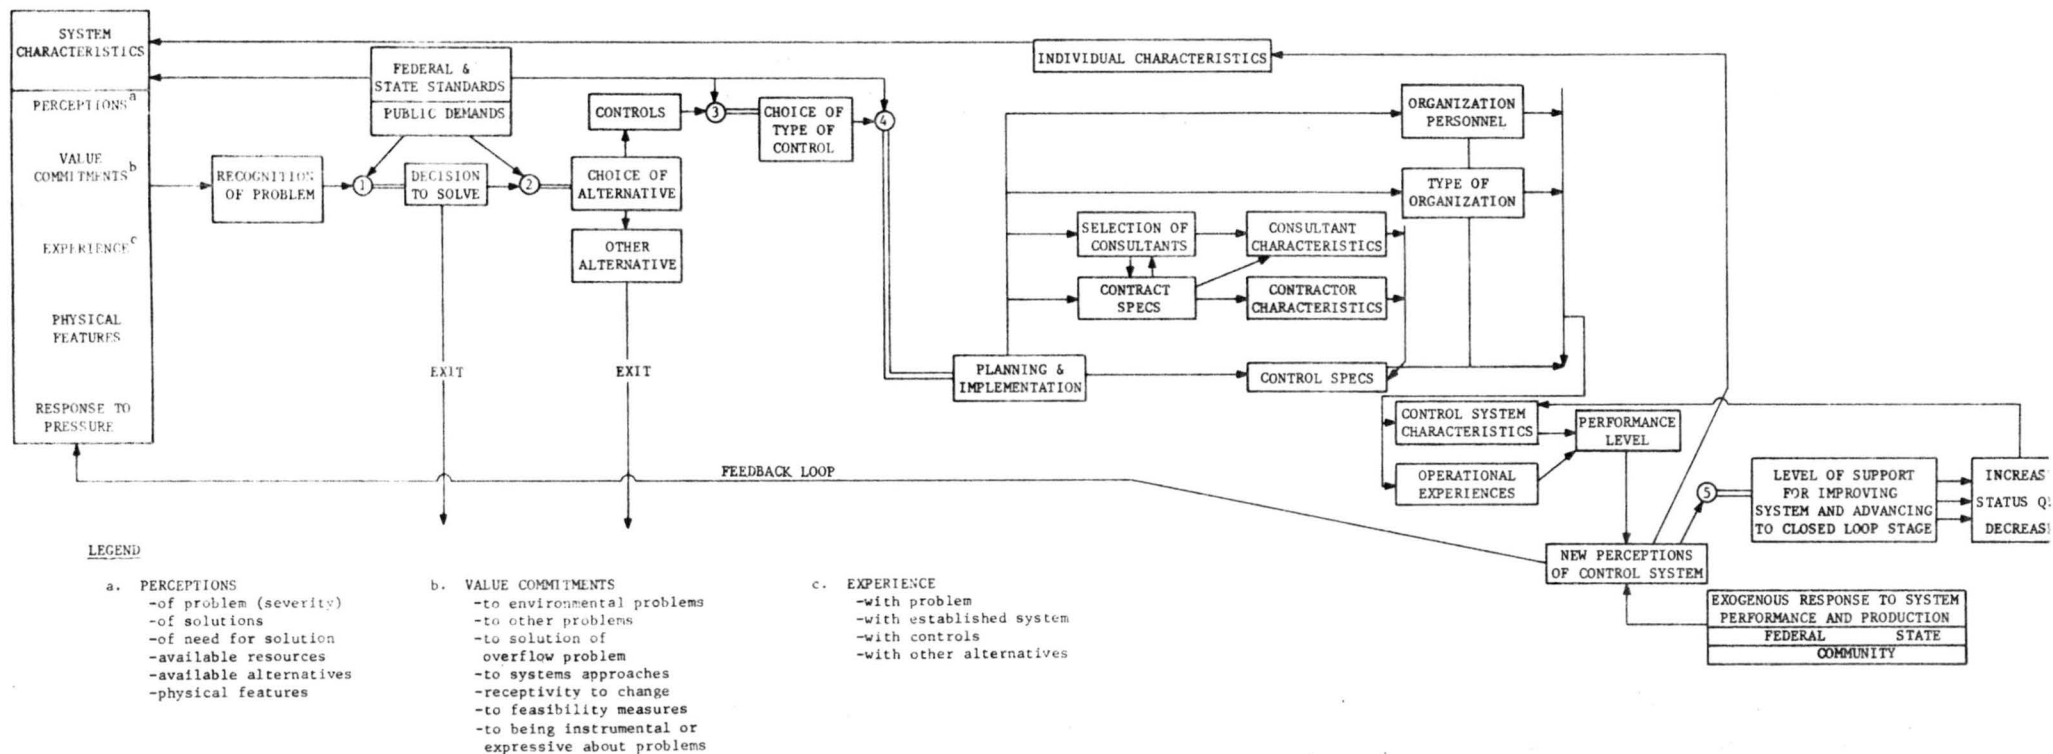 SYSTEM
CHARACTERISTICS
PERCEPTIONS a
VALUE
COMMITMENTS b
EXPERIENCE c
PHYSICAL
FEATURES
RESPONSE TO
PRESSURE
RECOGNITION
OF PROBLEM
FEDERAL &
STATE STANDARDS
PUBLIC DEMANDS
1
DECISION
TO SOLVE
EXIT
2
CONTROLS
CHOICE OF
ALTERNATIVE
OTHER
ALTERNATIVE
EXIT
3
CHOICE OF
TYPE OF
CONTROL
4
INDIVIDUAL CHARACTERISTICS
PLANNING &
IMPLEMENTATION
ORGANIZATION
PERSONNEL
TYPE OF
ORGANIZATION
SELECTION OF
CONSULTANTS
CONSULTANT
CHARACTERISTICS
CONTRACT
SPECS
CONTRACTOR
CHARACTERISTICS
CONTROL SPECS
CONTROL SYSTEM
CHARACTERISTICS
OPERATIONAL
EXPERIENCES
PERFORMANCE
LEVEL
FEEDBACK LOOP
5
LEVEL OF SUPPORT
FOR IMPROVING
SYSTEM AND ADVANCING
TO CLOSED LOOP STAGE
INCREAS
STATUS Q
DECREAS
NEW PERCEPTIONS
OF CONTROL SYSTEM
EXOGENOUS RESPONSE TO SYSTEM
PERFORMANCE AND PRODUCTION
FEDERAL STATE
COMMUNITY
LEGEND
a. PERCEPTIONS
-of problem (severity)
-of solutions
-of need for solution
-available resources
-available alternatives
-physical features
b. VALUE COMMITMENTS
-to environmental problems
-to other problems
-to solution of
overflow problem
-to systems approaches
-receptivity to change
-to feasibility measures
-to being instrumental or
expressive about problems
c. EXPERIENCE
-with problem
-with established system
-with controls
-with other alternatives